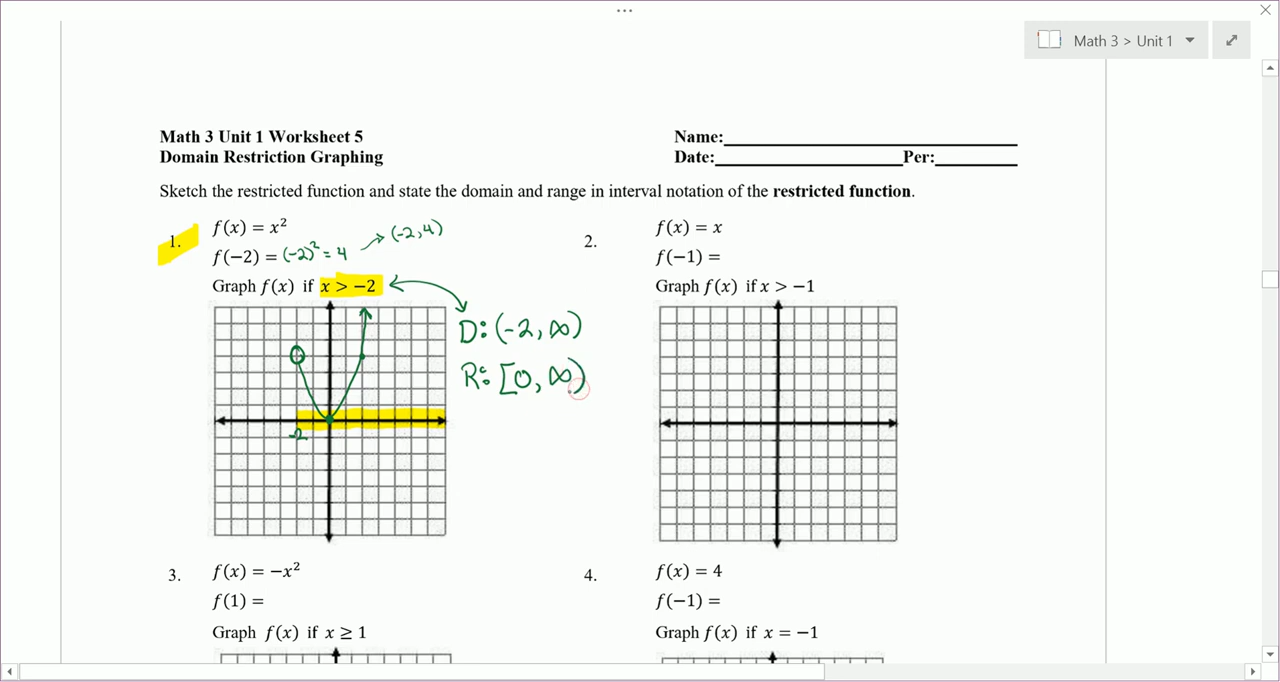 Math 3 > Unit 1
Math 3 Unit 1 Worksheet 5
Name:
Domain Restriction Graphing
Date: Per:
Sketch the restricted function and state the domain and range in interval notation of the restricted function.
1.
f(x) = x²
f(−2) = (-2)² = 4 → (-2, 4)
Graph f(x) if x > −2
D: (-2, ∞)
R: [0, ∞)
-2
2.
f(x) = x
f(−1) =
Graph f(x) if x > −1
3.
f(x) = −x²
f(1) =
Graph f(x) if x ≥ 1
4.
f(x) = 4
f(−1) =
Graph f(x) if x = −1